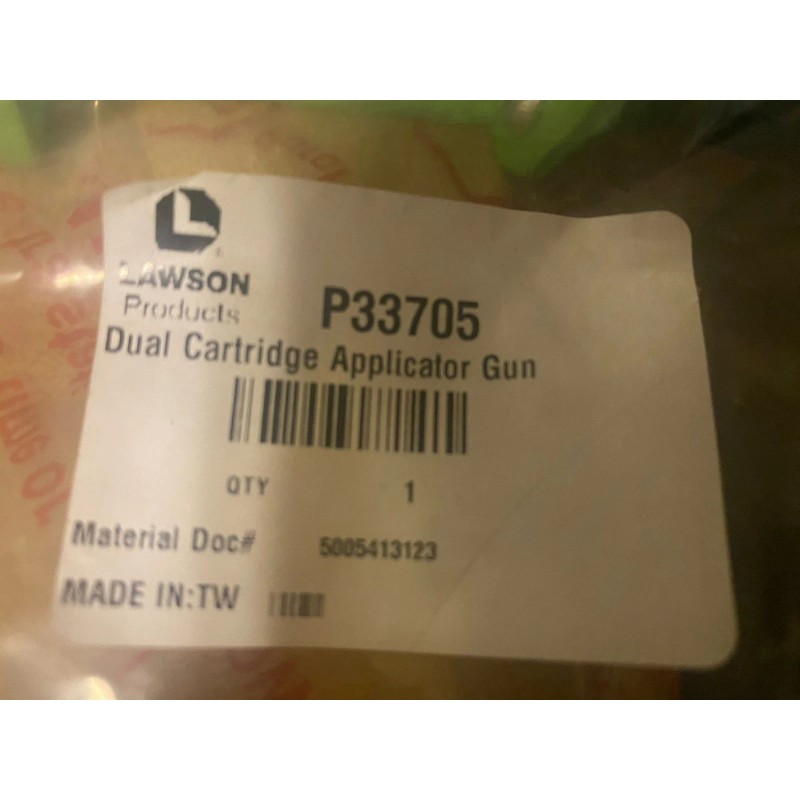 L
LAWSON
Products
P33705
Dual Cartridge Applicator Gun
QTY 1
Material Doc# 5005413123
MADE IN:TW